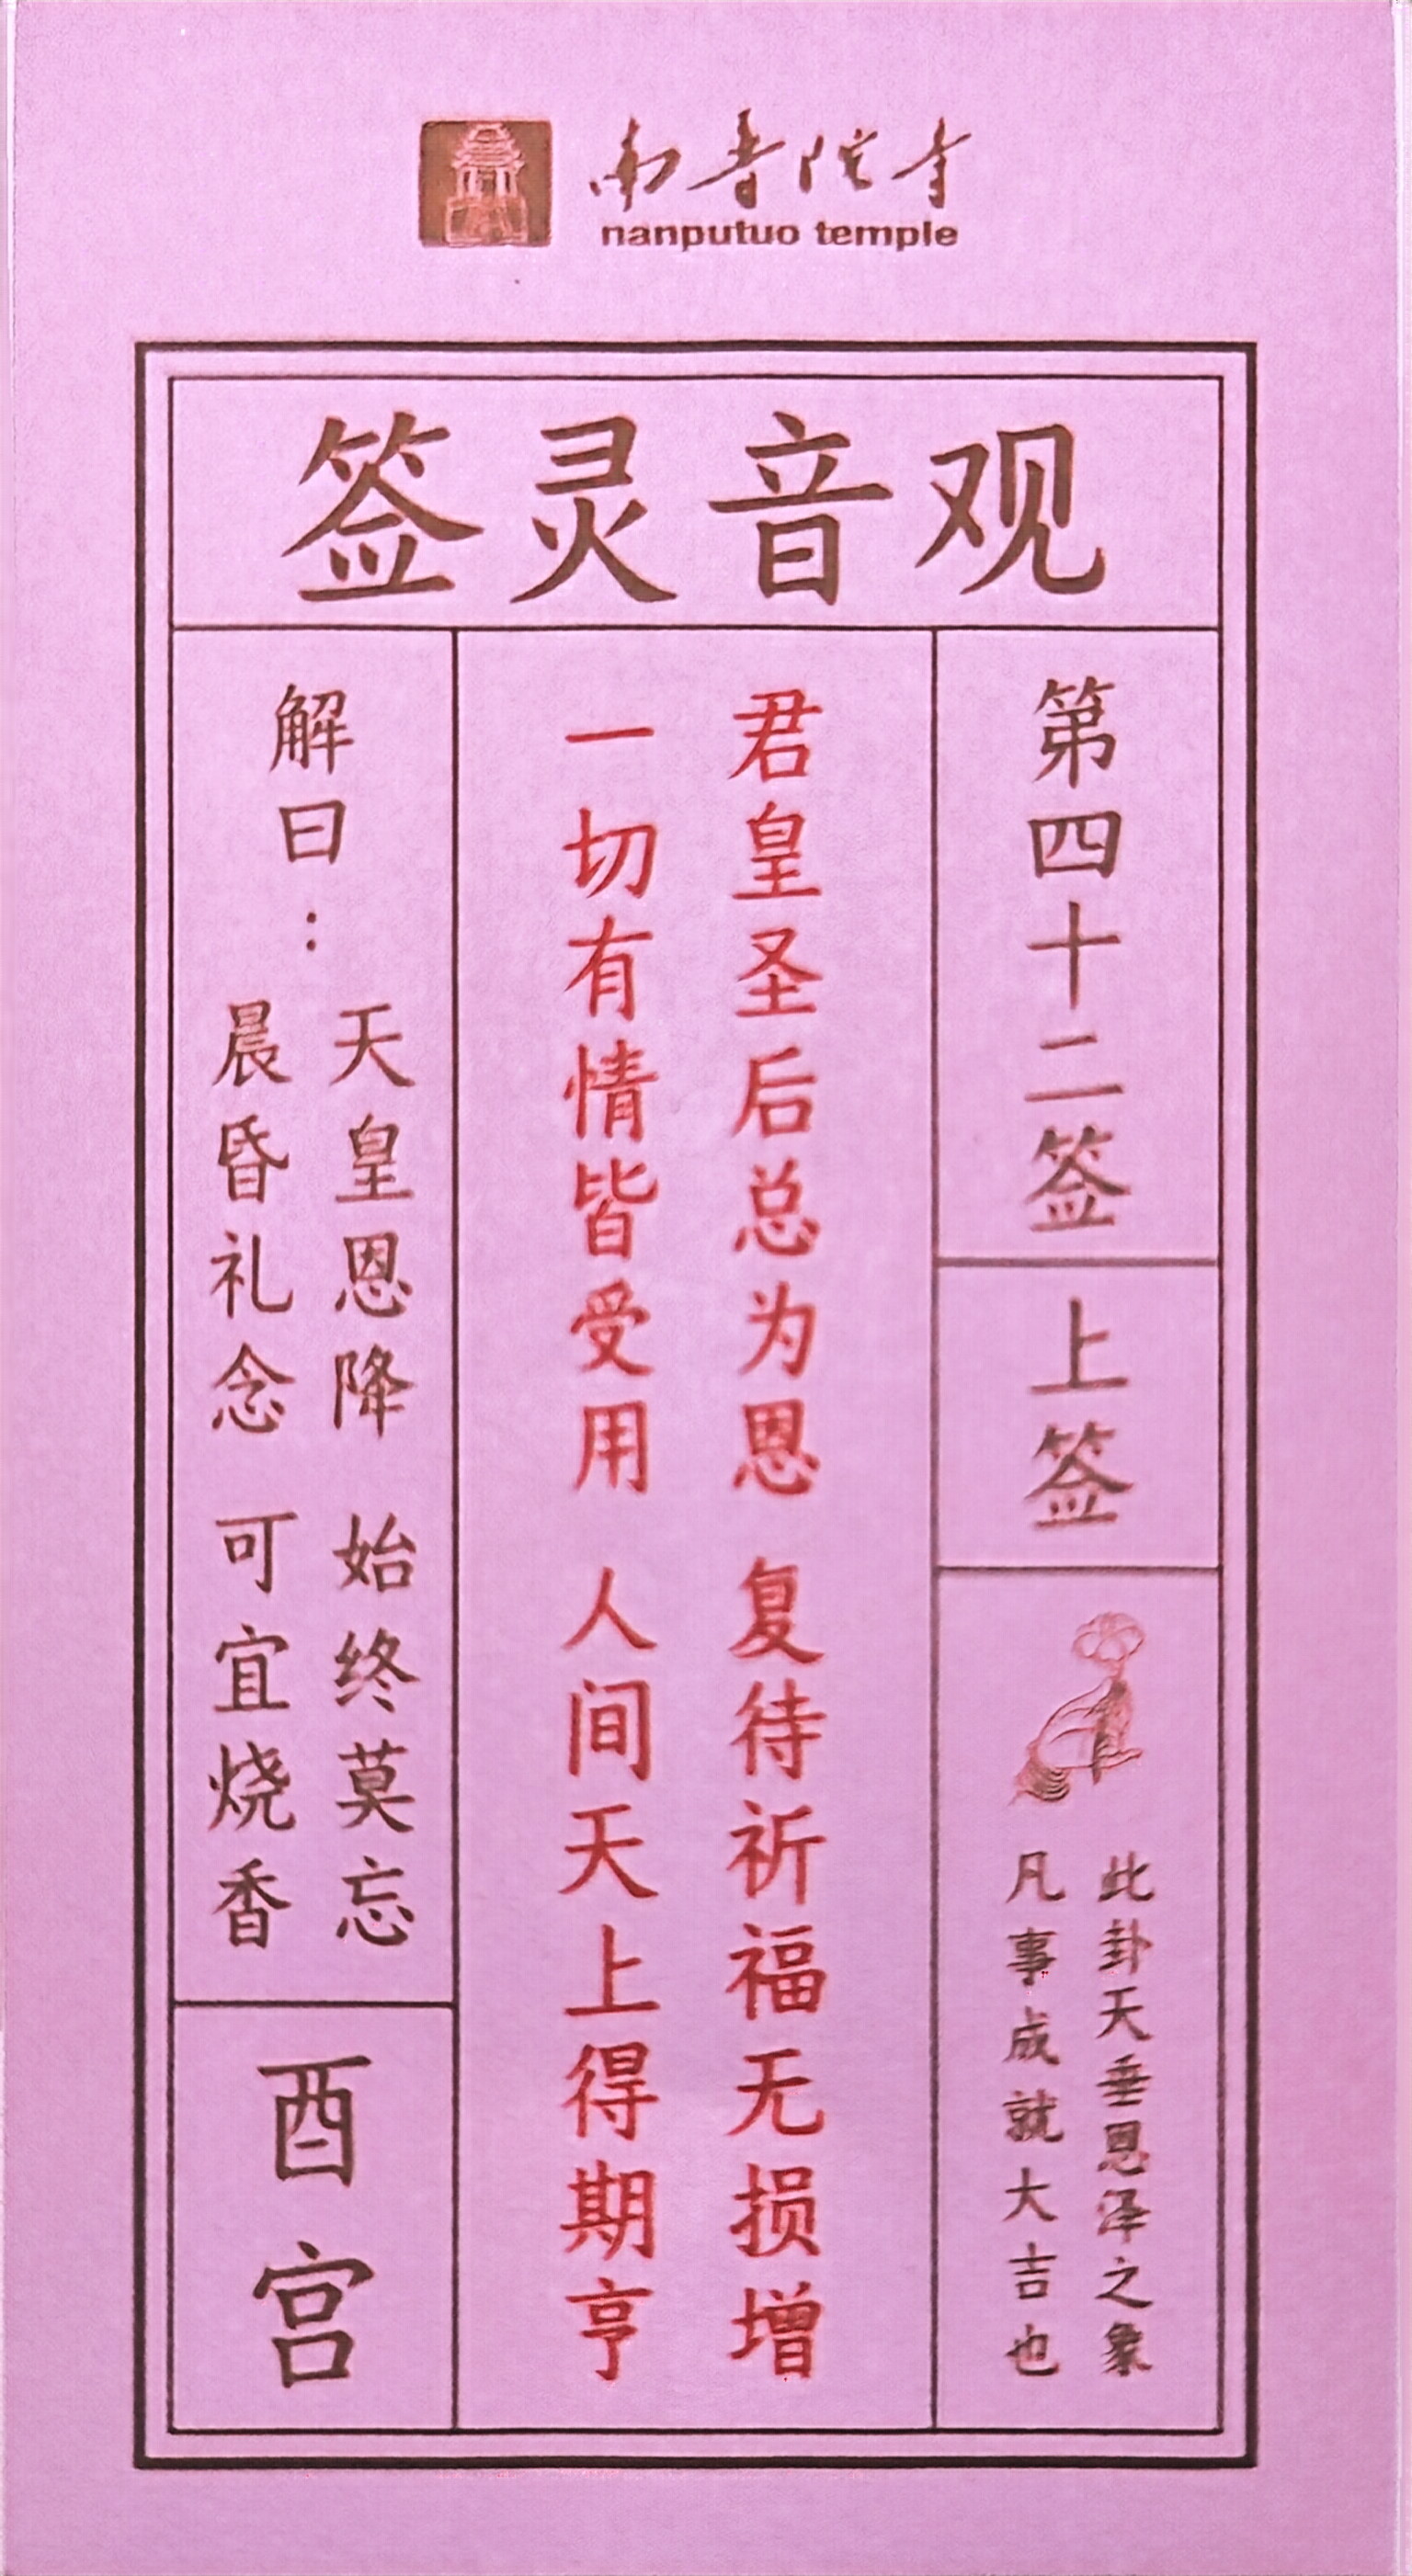 南普陀寺
nanputuo temple
观音灵签
第四十二签
上签
此卦天垂恩泽之象
凡事成就大吉也
君皇圣后总为恩 复待祈福无损增
一切有情皆受用 人间天上得期亨
解曰：
天皇恩降 始终莫忘
晨昏礼念 可宜烧香
酉宫